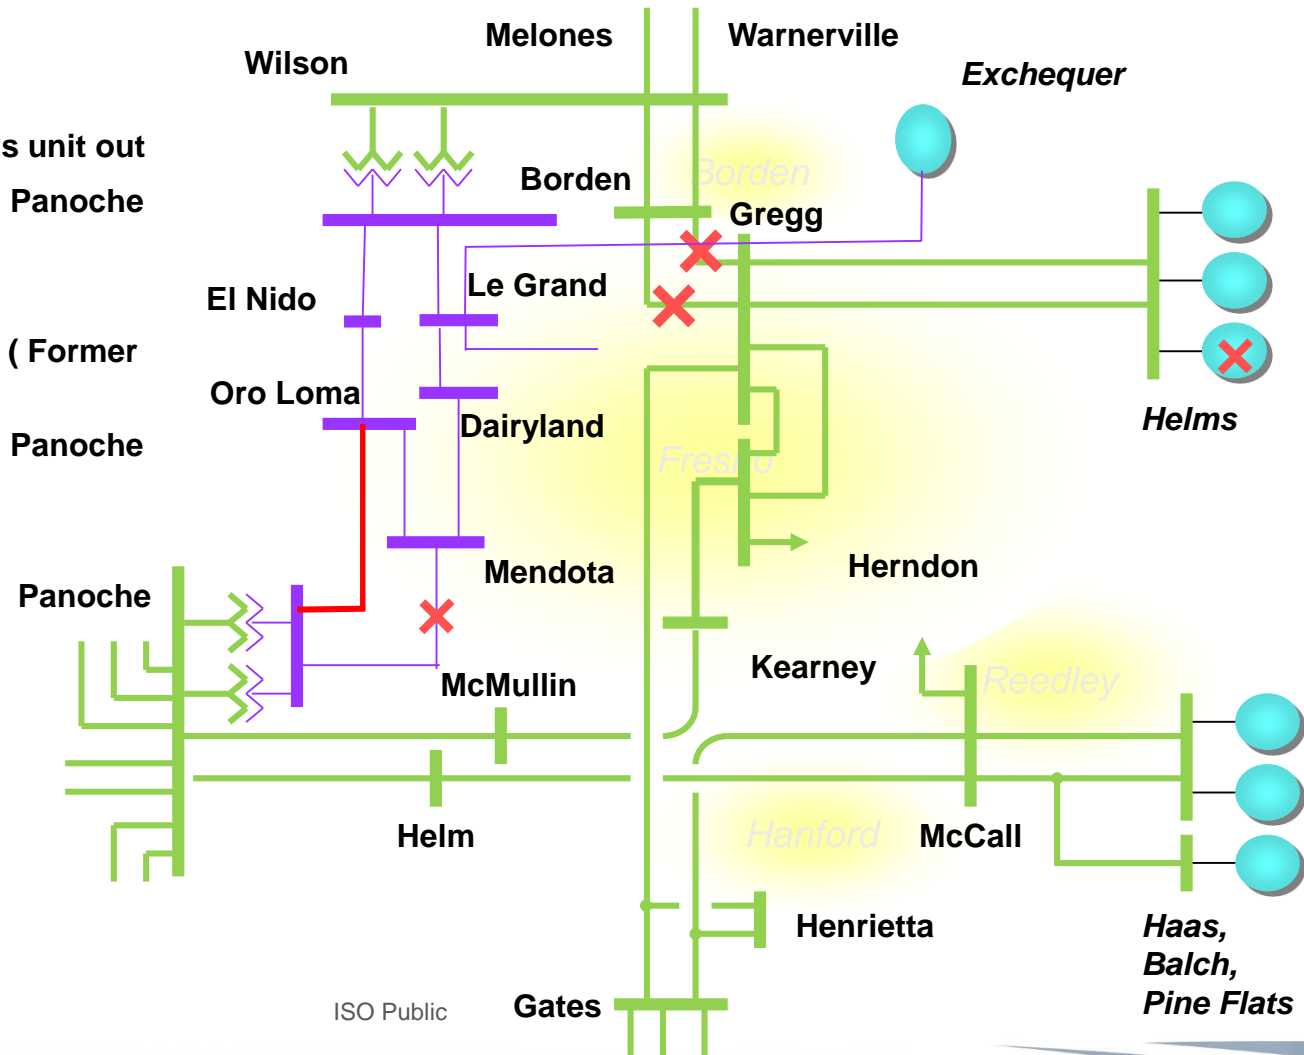 Melones
Warnerville
Wilson
Exchequer
s unit out
Borden
Borden
Panoche
Gregg
Le Grand
El Nido
( Former
Oro Loma
Helms
Dairyland
Panoche
Fresno
Mendota
Herndon
Panoche
Kearney
Reedley
McMullin
Helm
Hanford
McCall
Henrietta
Haas,
Balch,
Pine Flats
Gates
ISO Public